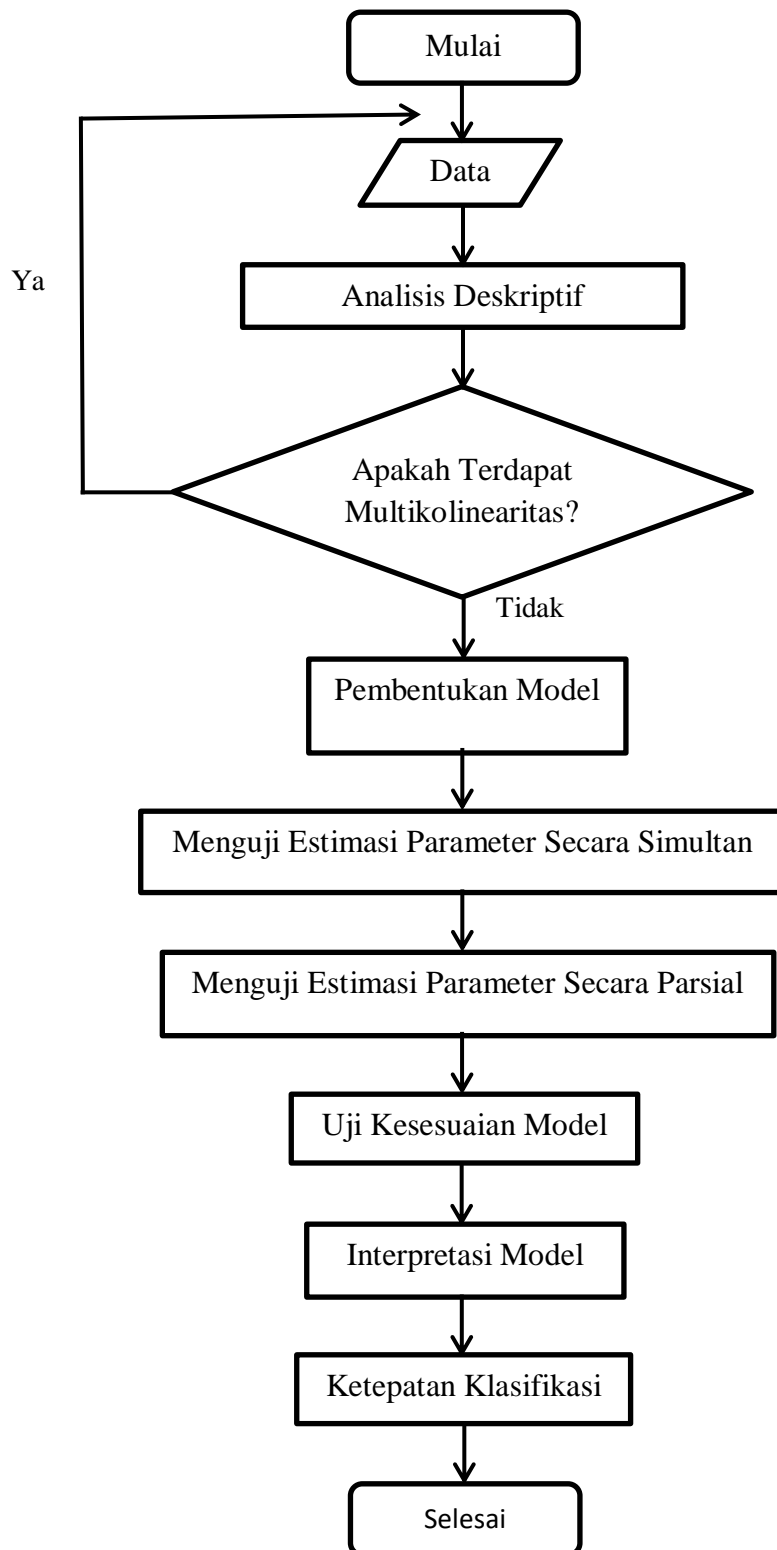 Mulai
Data
Ya
Analisis Deskriptif
Apakah Terdapat
Multikolinearitas?
Tidak
Pembentukan Model
Menguji Estimasi Parameter Secara Simultan
Menguji Estimasi Parameter Secara Parsial
Uji Kesesuaian Model
Interpretasi Model
Ketepatan Klasifikasi
Selesai